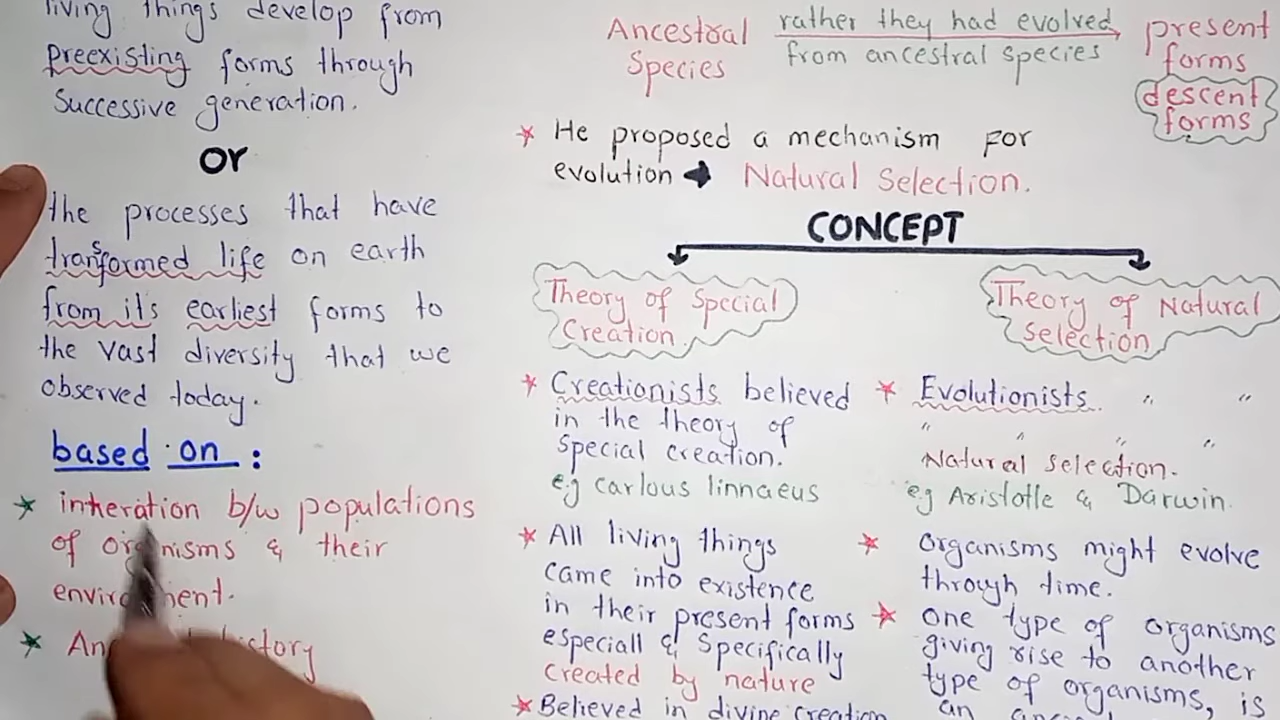 living things develop from
preexisting forms through
Successive generation.
Or
the processes that have
transformed life on earth
from it's earliest forms to
the vast diversity that we
observed today.
based on :
* intheration b/w populations
of organisms & their
environment.
* history
Ancestral
Species
rather they had evolved
from ancestral species
present
forms
descent
forms
* He proposed a mechanism for
evolution → Natural Selection.
CONCEPT
Theory of Special
Creation
* Creationists believed
in the theory of
Special creation.
e.g carlous linnaeus
* All living things
came into existence
in their present forms
especiall & Specifically
created by nature
* Believed in divine creation
Theory of Natural
Selection
* Evolutionists " "
" " " "
Natural selection.
eg Aristotle & Darwin.
* organisms might evolve
through time.
* One type of organisms
giving rise to another
type of organisms, is
an